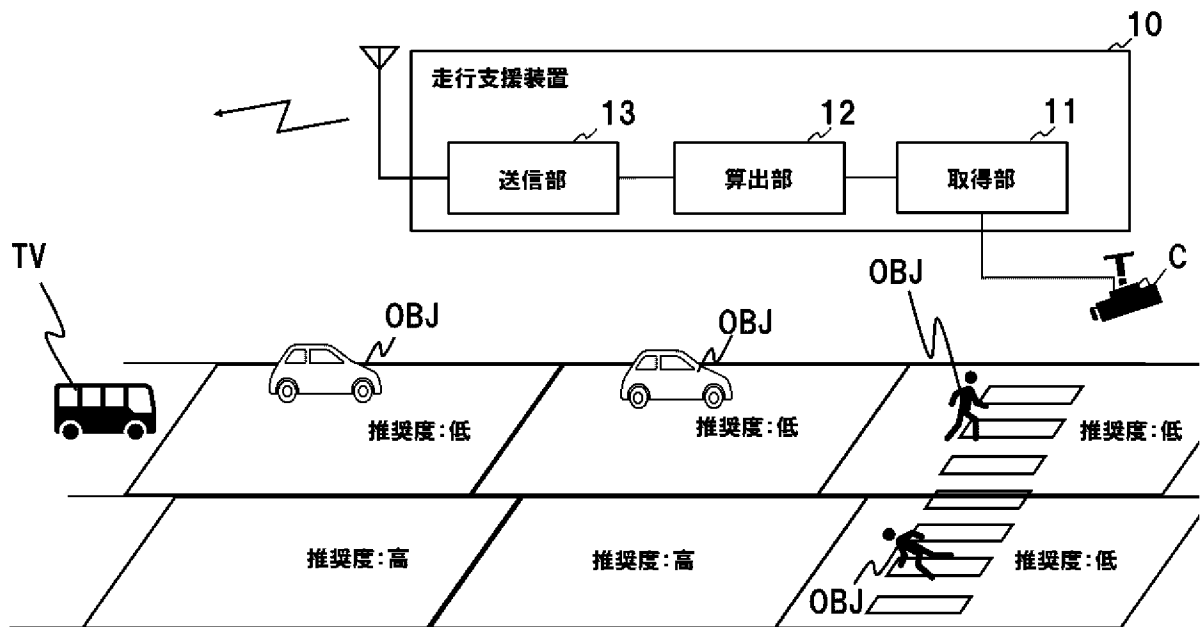 10
走行支援装置
13
12
11
送信部
算出部
取得部
TV
OBJ
OBJ
OBJ
C
推奨度:低
推奨度:低
推奨度:低
推奨度:高
推奨度:高
推奨度:低
OBJ